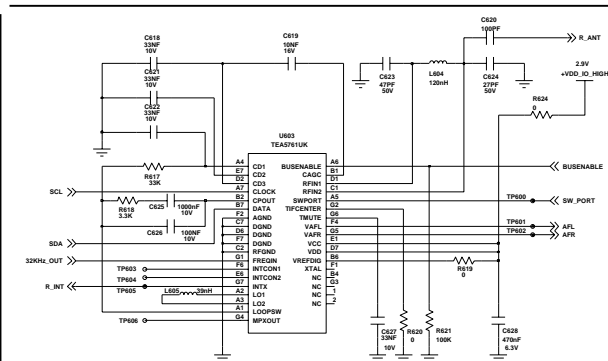 C618
33NF
10V
C621
33NF
10V
C622
33NF
10V
C619
10NF
16V
C620
100PF
R_ANT
C623
47PF
50V
L604
120nH
C624
27PF
50V
2.9V
+VDD_IO_HIGH
R624
0
U603
TEA5761UK
R617
33K
SCL
R618
3.3K
C625
1000nF
10V
C626
100NF
10V
SDA
32KHz_OUT
TP603
TP604
R_INT
TP605
L605
39nH
TP606
A4 CD1
E7 CD2
D2 CD3
A7 CLOCK
B2 CPOUT
B7 DATA
F2 AGND
C7 DGND
D6 DGND
F7 DGND
C2 RFGND
G1 FREQIN
F6 INTCON1
E6 INTCON2
G7 INTX
A2 LO1
A3 LO2
A1 LOOPSW
G4 MPXOUT
BUSENABLE A6
CAGC B1
RFIN1 D1
RFIN2 C1
SWPORT A5
TIFCENTER G2
TMUTE G6
VAFL F4
VAFR G5
VCC E1
VDD D7
VREFDIG B6
XTAL F1
NC B4
NC G3
NC 1
NC 2
BUSENABLE
TP600
SW_PORT
TP601
AFL
TP602
AFR
R619
0
C627
33NF
10V
R620
0
R621
100K
C628
470nF
6.3V